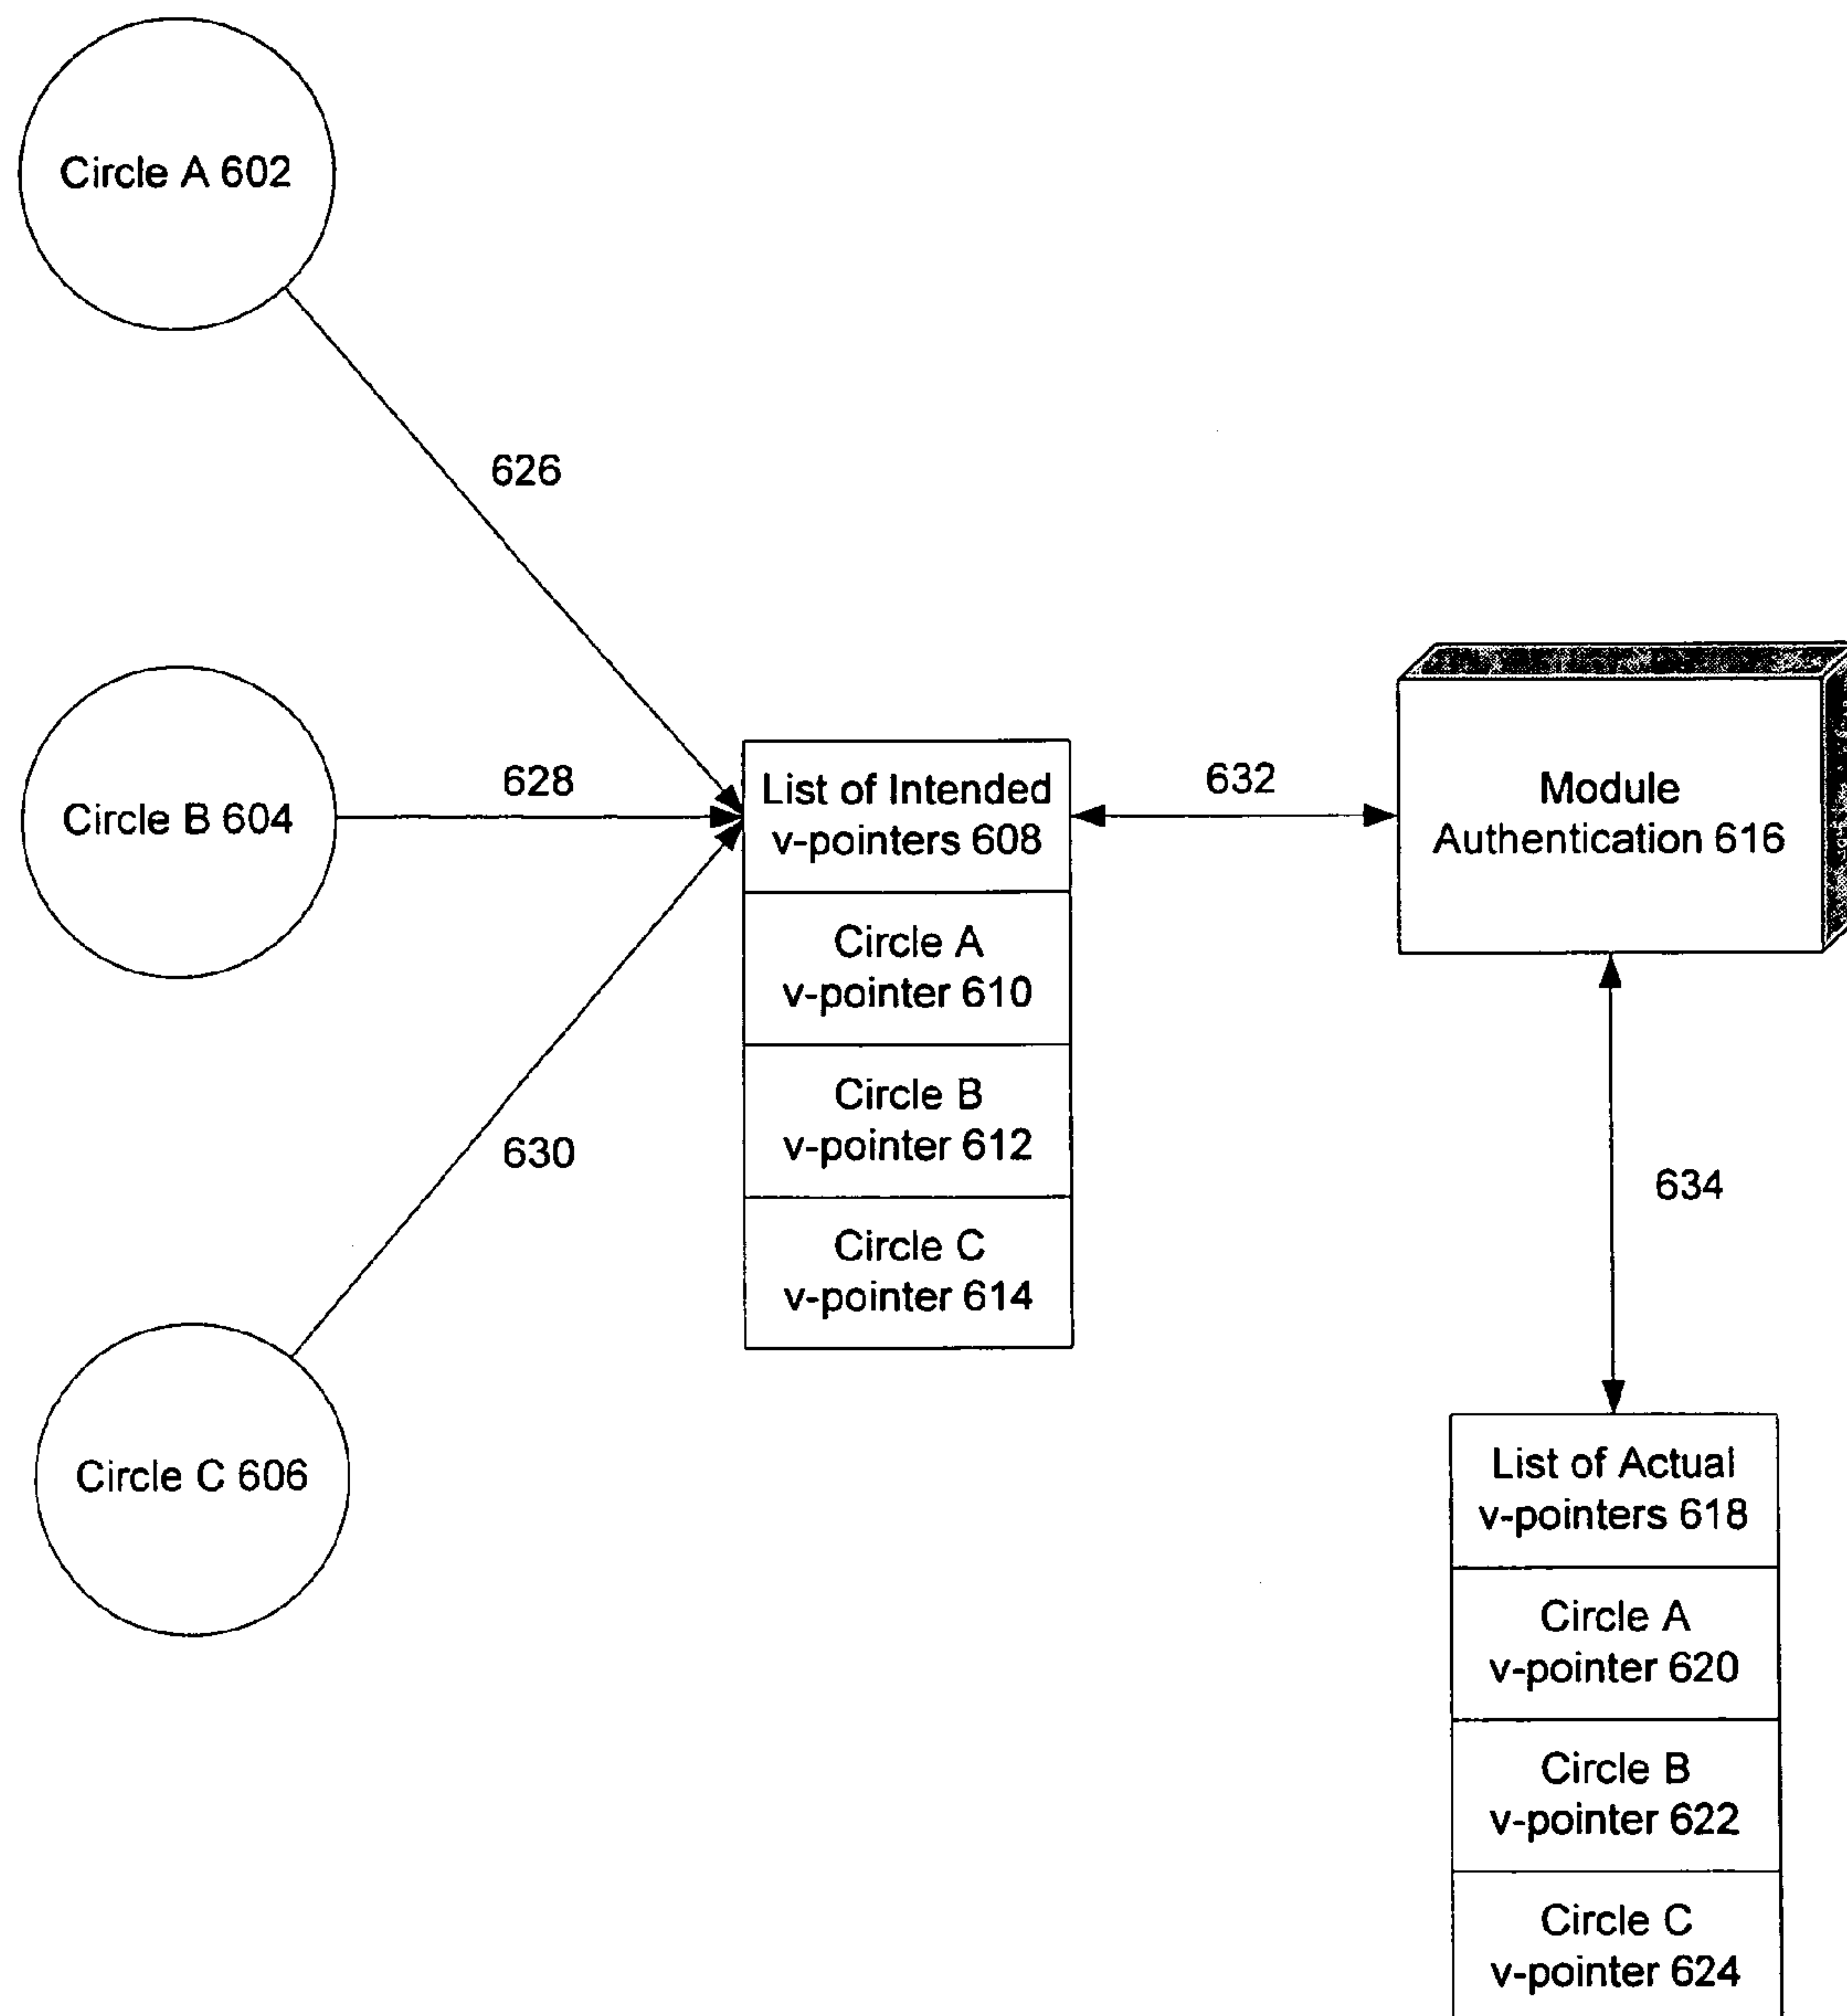 Circle A 602
626
Circle B 604
628
List of Intended
v-pointers 608
632
Module
Authentication 616
Circle A
v-pointer 610
Circle B
v-pointer 612
630
634
Circle C
v-pointer 614
Circle C 606
List of Actual
v-pointers 618
Circle A
v-pointer 620
Circle B
v-pointer 622
Circle C
v-pointer 624